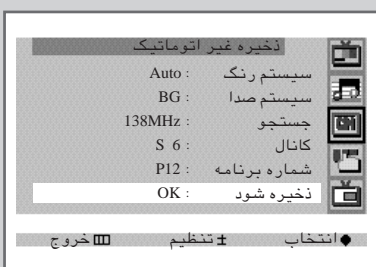 ذخیره غیر اتوماتیک
سیستم رنگ : Auto
سیستم صدا : BG
جستجو : 138MHz
کانال : S 6
شماره برنامه : P12
ذخیره شود : OK
انتخاب ± تنظیم خروج